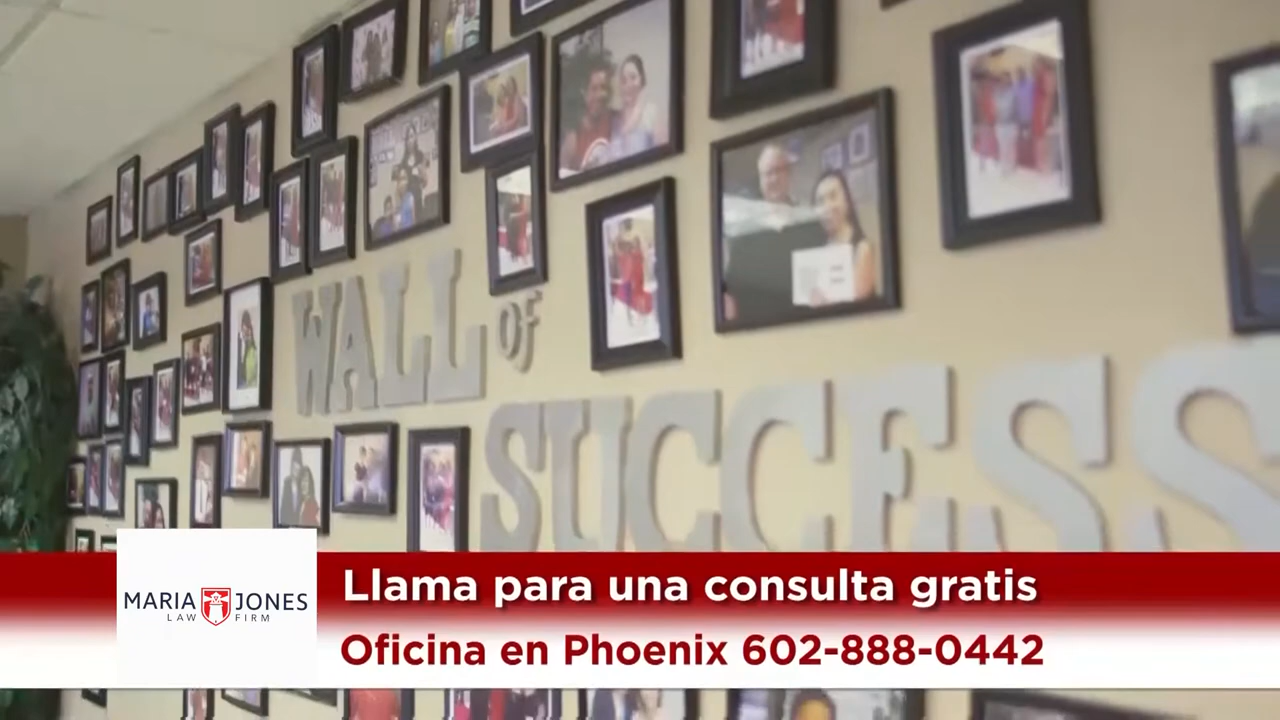 WALL OF
SUCCESS
MARIA JONES
LAW FIRM
Llama para una consulta gratis
Oficina en Phoenix 602-888-0442